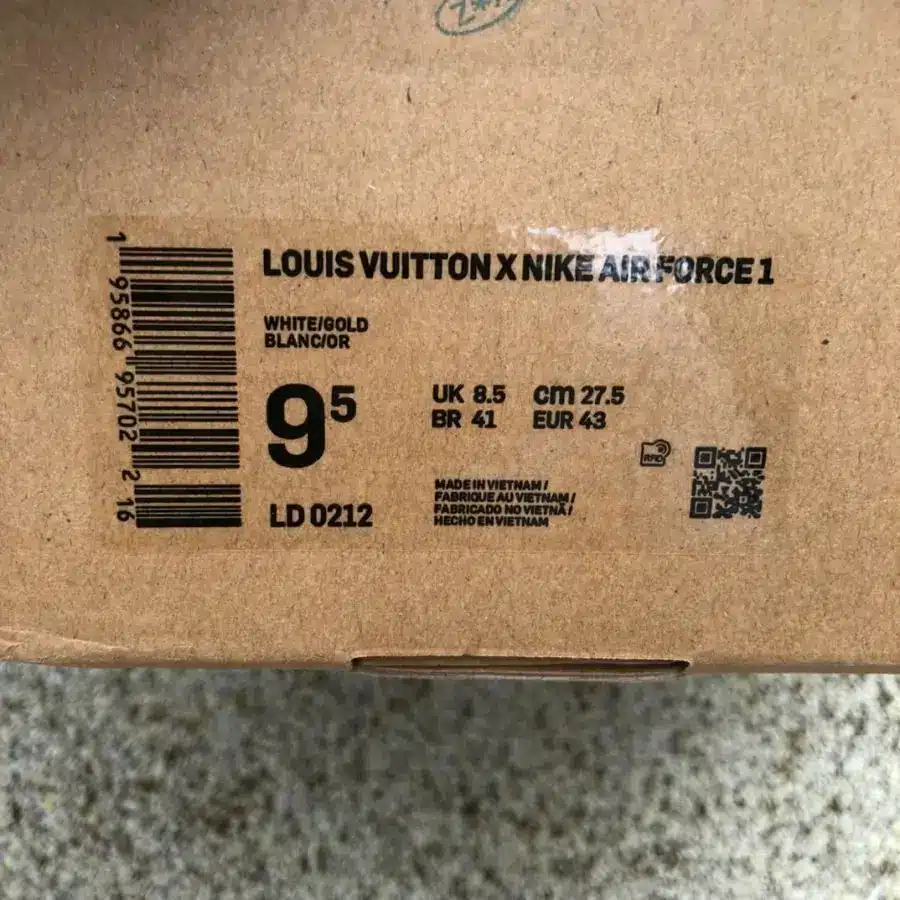 LOUIS VUITTON X NIKE AIR FORCE 1
WHITE/GOLD
BLANC/OR
9⁵
UK 8.5 cm 27.5
BR 41 EUR 43
RFID
MADE IN VIETNAM /
FABRIQUE AU VIETNAM /
FABRICADO NO VIETNÃ /
HECHO EN VIETNAM
LD 0212
1 95866 95702 2 16